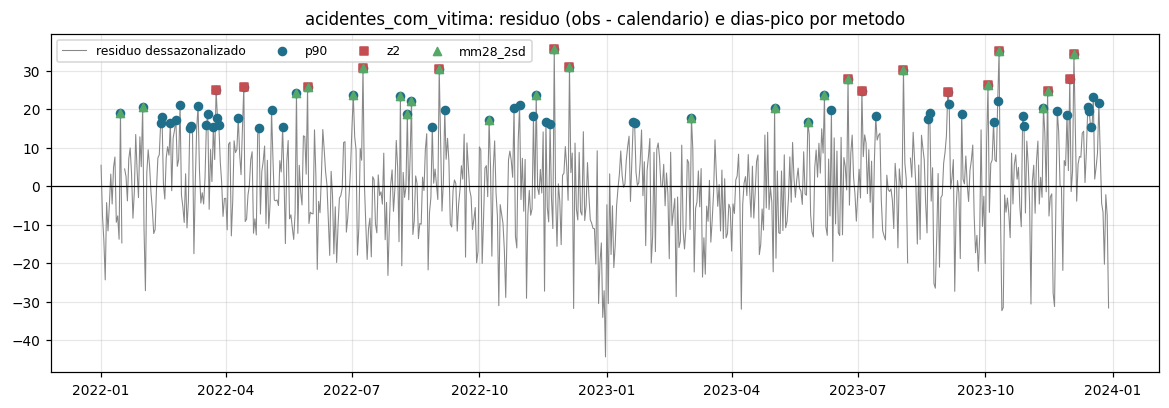 acidentes_com_vitima: residuo (obs - calendario) e dias-pico por metodo
residuo dessazonalizado p90 z2 mm28_2sd
30
20
10
0
−10
−20
−30
−40
2022-01 2022-04 2022-07 2022-10 2023-01 2023-04 2023-07 2023-10 2024-01